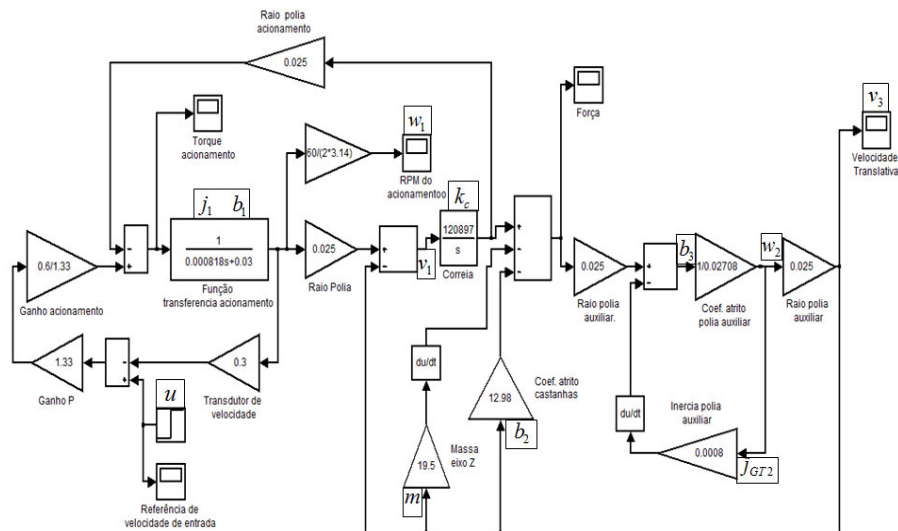 Raio polia
acionamento
0.025
Torque
acionamento
w₁
60/(2*3.14)
RPM do
acionamentoo
Força
v₃
Velocidade
Translativa
j₁ b₁
1
0.000818s+0.03
Função
transferencia acionamento
0.6/1.33
Ganho acionamento
0.025
Raio Polia
v₁
k_c
120897
s
Correia
0.025
Raio polia
auxiliar.
b₃
1/0.02708
Coef. atrito
polia auxiliar
w₂
0.025
Raio polia
auxiliar
1.33
Ganho P
0.3
Transdutor de
velocidade
u
Referência de
velocidade de entrada
du/dt
19.5
Massa
eixo Z
m
12.98
Coef. atrito
castanhas
b₂
du/dt
Inercia polia
auxiliar
0.0008
j_GT2